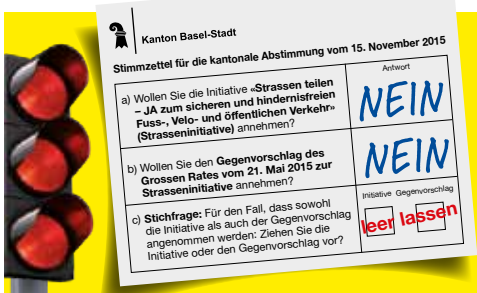 Kanton Basel-Stadt
Stimmzettel für die kantonale Abstimmung vom 15. November 2015
Antwort
a) Wollen Sie die Initiative «Strassen teilen
– JA zum sicheren und hindernisfreien
Fuss-, Velo- und öffentlichen Verkehr»
(Strasseninitiative) annehmen?
NEIN
b) Wollen Sie den Gegenvorschlag des
Grossen Rates vom 21. Mai 2015 zur
Strasseninitiative annehmen?
NEIN
c) Stichfrage: Für den Fall, dass sowohl
die Initiative als auch der Gegenvorschlag
angenommen werden: Ziehen Sie die
Initiative oder den Gegenvorschlag vor?
Initiative Gegenvorschlag
leer lassen